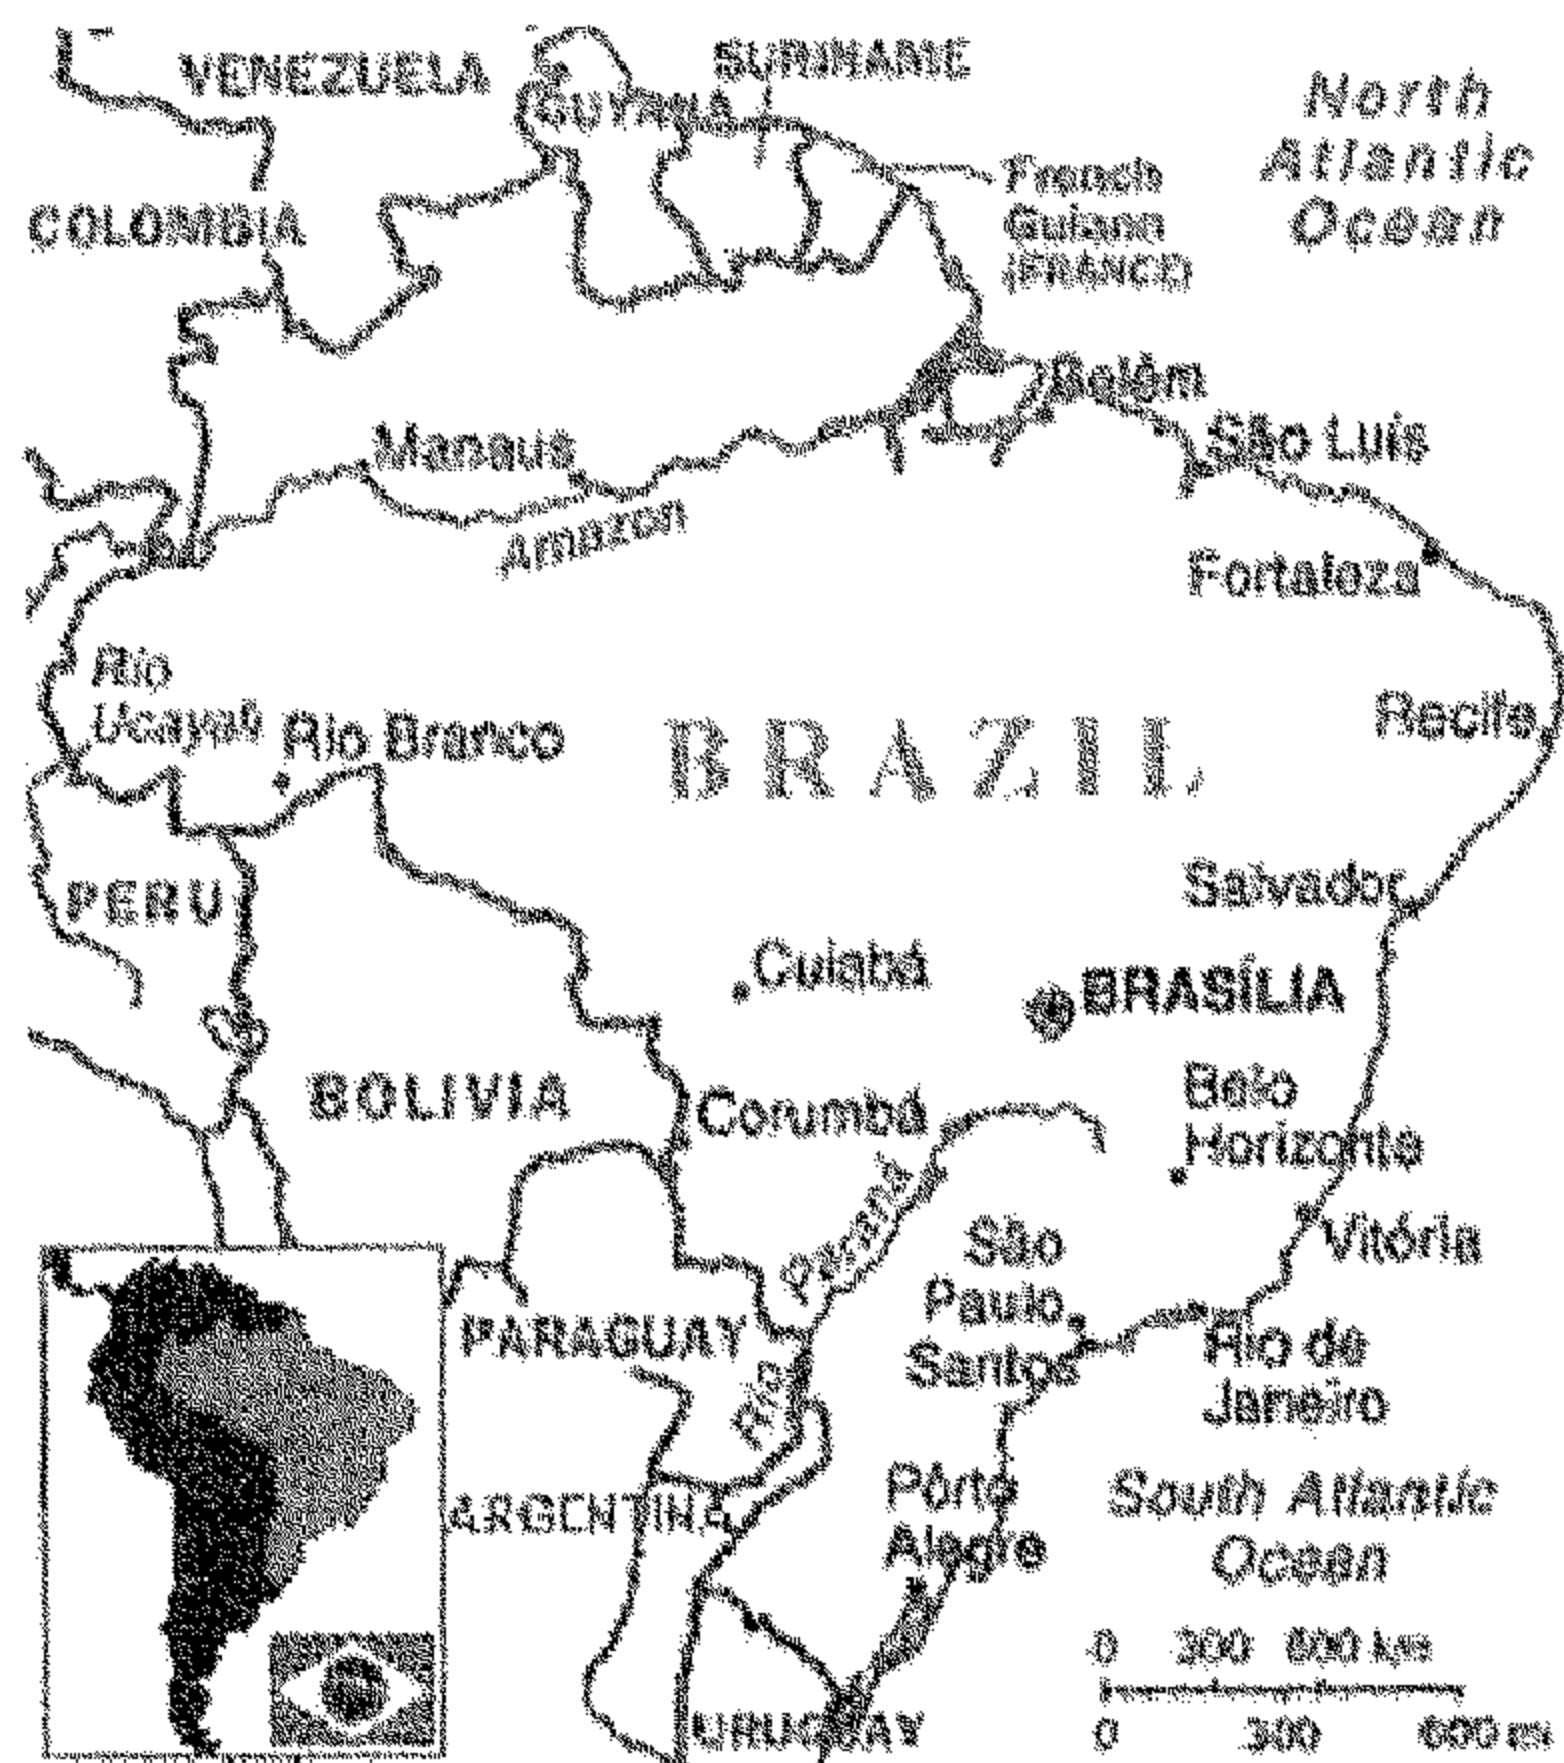 VENEZUELA
SURINAME
GUYANA
North
Atlantic
Ocean
French
Guiana
(FRANCE)
COLOMBIA
Belém
Manaus
São Luís
Amazon
Fortaleza
Río
Ucayali
Rio Branco
BRAZIL
Recife
PERU
Salvador
Cuiabá
BRASÍLIA
BOLIVIA
Corumbá
Belo
Horizonte
Río Paraná
São
Paulo
Vitória
PARAGUAY
Santos
Rio de
Janeiro
ARGENTINA
Pôrto
Alegre
South Atlantic
Ocean
0 300 600 km
0 300 600 mi
URUGUAY